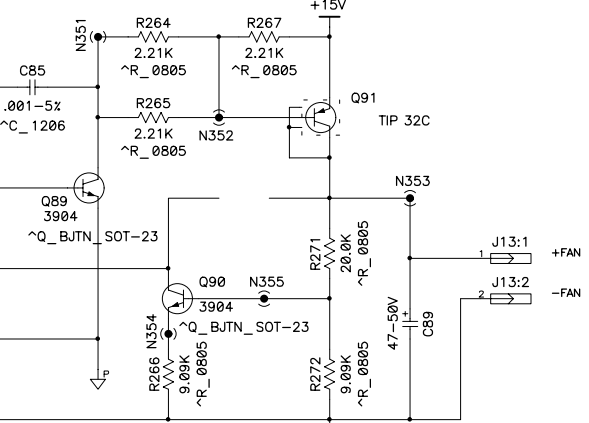 +15V
N351
R264
2.21K
^R_0805
R267
2.21K
^R_0805
C85
.001-5%
^C_1206
R265
2.21K
^R_0805
N352
Q91
TIP 32C
Q89
3904
^Q_BJTN_SOT-23
N353
R271
20.0K
^R_0805
J13:1
1
+FAN
J13:2
2
-FAN
Q90
3904
^Q_BJTN_SOT-23
N355
N354
47-50V
+
C89
R266
9.09K
^R_0805
R272
9.09K
^R_0805
P